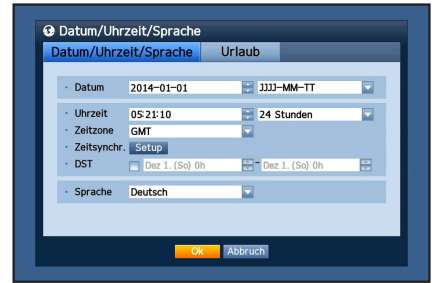 Datum/Uhrzeit/Sprache
Datum/Uhrzeit/Sprache Urlaub
· Datum 2014-01-01 JJJJ-MM-TT
· Uhrzeit 05:21:10 24 Stunden
· Zeitzone GMT
· Zeitsynchr. Setup
· DST Dez 1, (So) 0h - Dez 1, (So) 0h
· Sprache Deutsch
Ok Abbruch